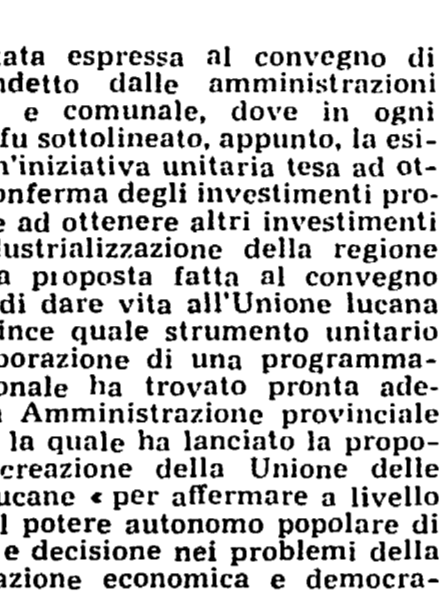 tata espressa al convegno di
ndetto dalle amministrazioni
e comunale, dove in ogni
fu sottolineato, appunto, la esi-
n'iniziativa unitaria tesa ad ot-
onferma degli investimenti pro-
e ad ottenere altri investimenti
dustrializzazione della regione
a proposta fatta al convegno
di dare vita all'Unione lucana
ince quale strumento unitario
borazione di una programma-
onale ha trovato pronta ade-
Amministrazione provinciale
la quale ha lanciato la propo-
creazione della Unione delle
ucane « per affermare a livello
l potere autonomo popolare di
e decisione nei problemi della
azione economica e democra-